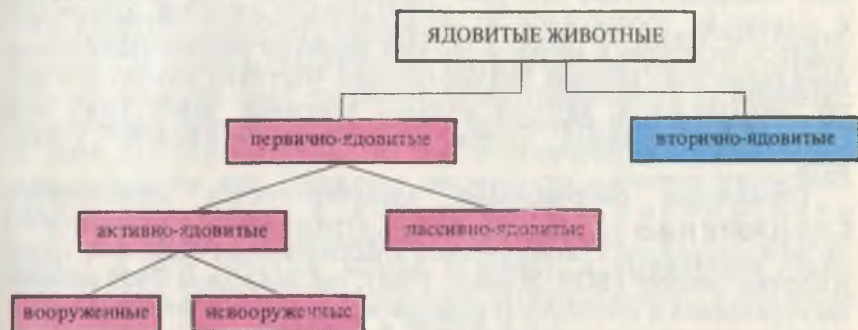 ЯДОВИТЫЕ ЖИВОТНЫЕ
первично-ядовитые
вторично-ядовитые
активно-ядовитые
пассивно-ядовитые
вооруженные
невооруженные